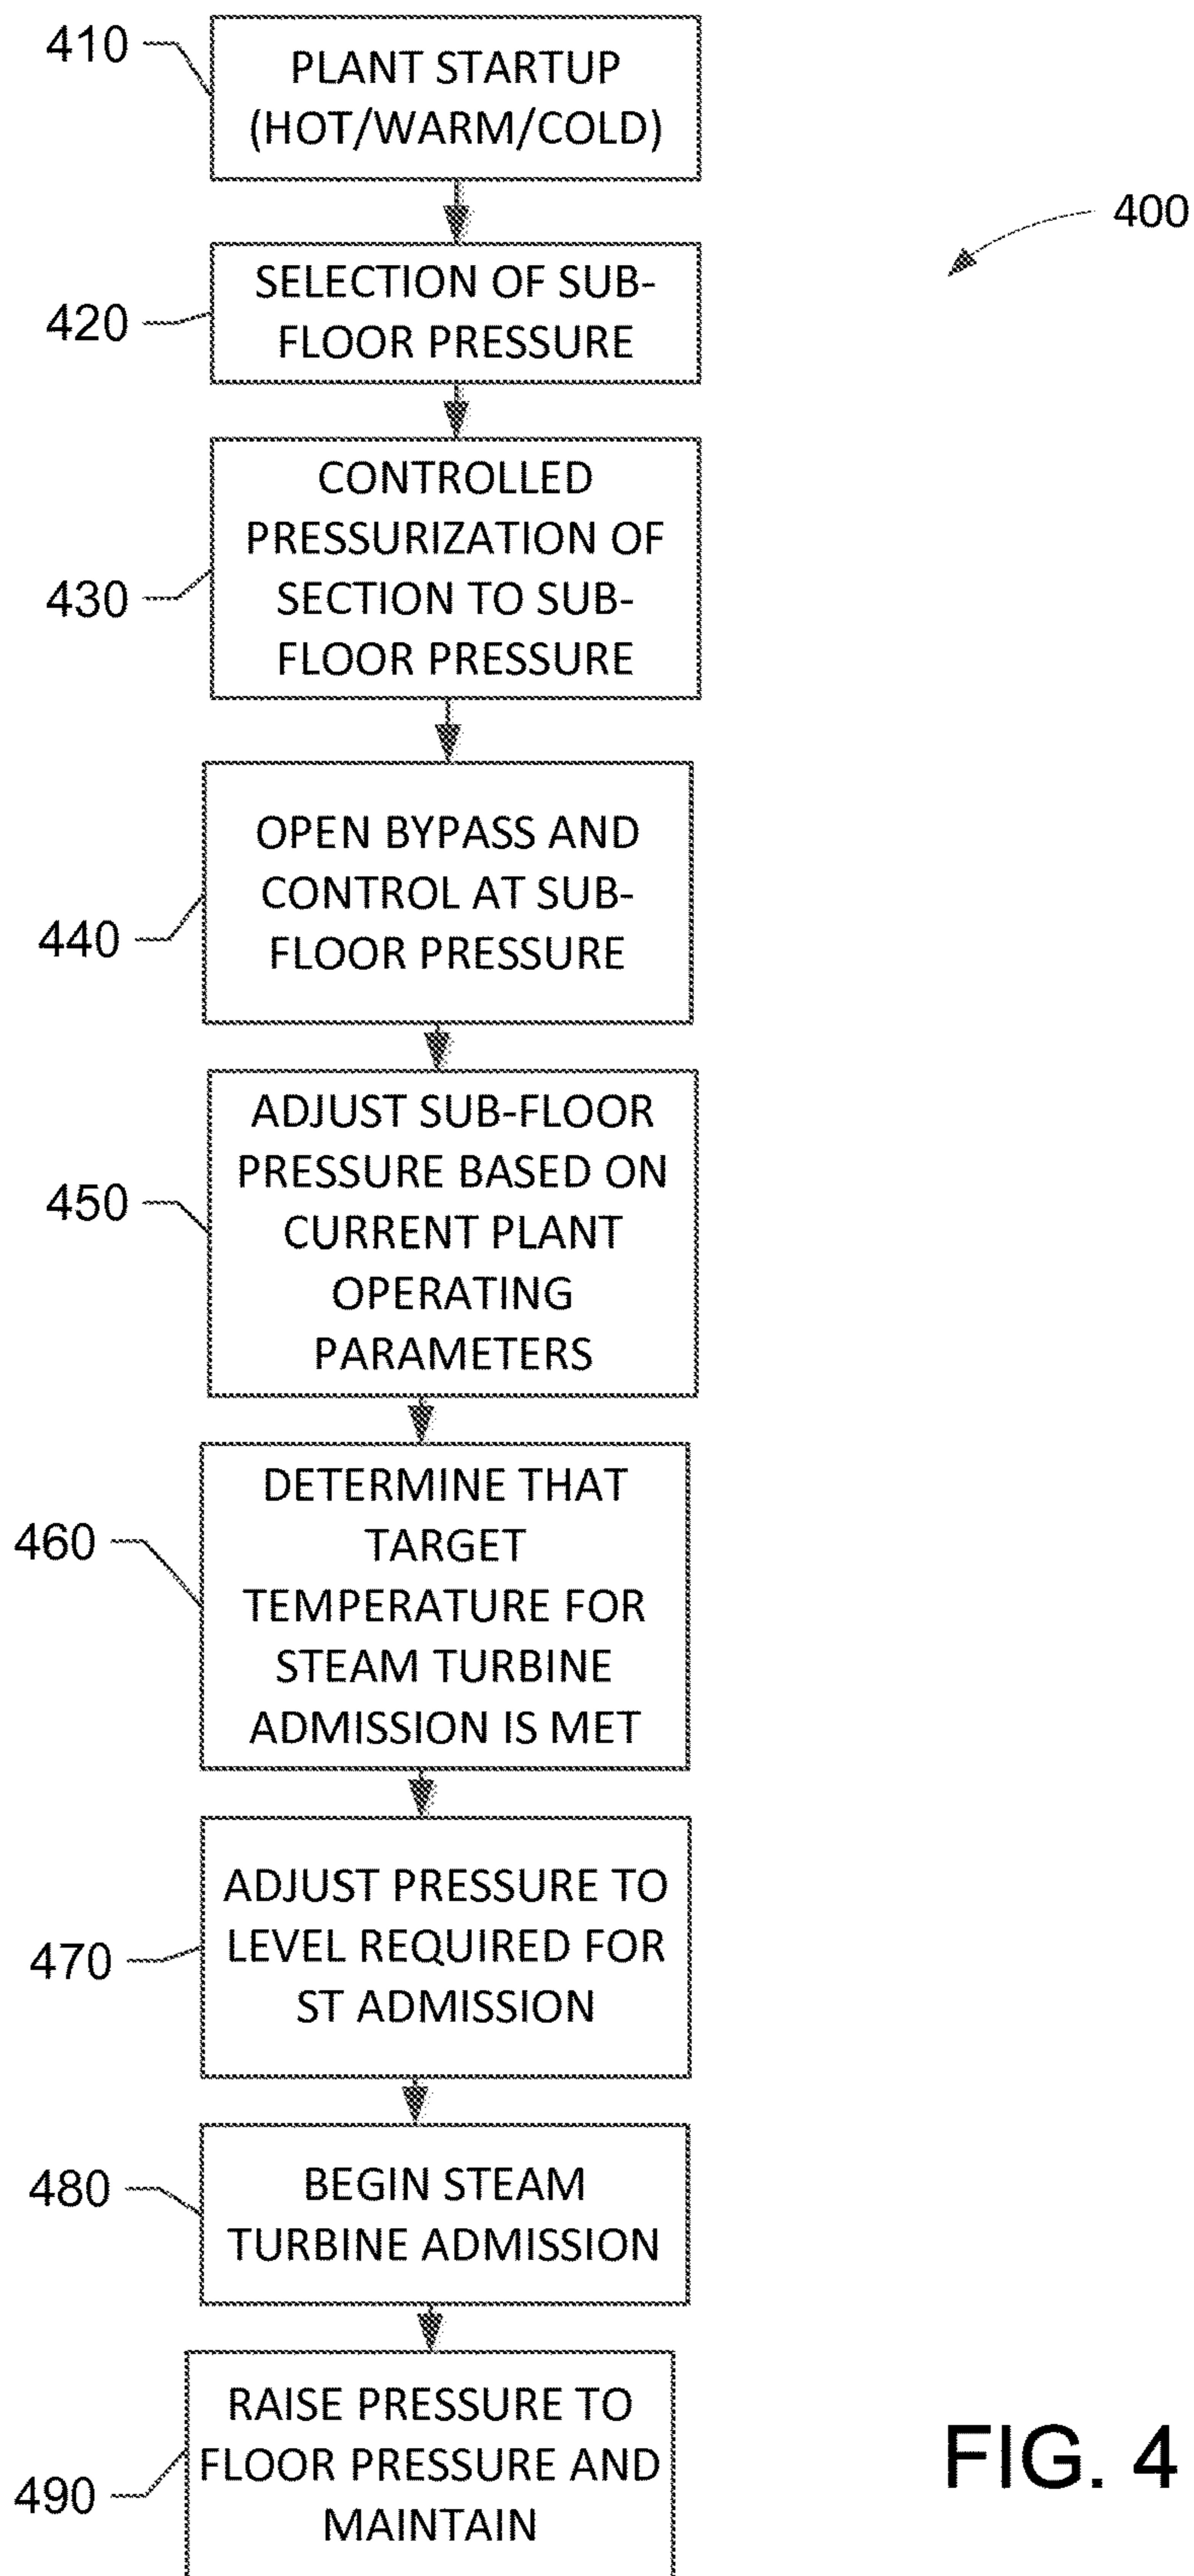 410
PLANT STARTUP
(HOT/WARM/COLD)
400
420
SELECTION OF SUB-
FLOOR PRESSURE
430
CONTROLLED
PRESSURIZATION OF
SECTION TO SUB-
FLOOR PRESSURE
440
OPEN BYPASS AND
CONTROL AT SUB-
FLOOR PRESSURE
450
ADJUST SUB-FLOOR
PRESSURE BASED ON
CURRENT PLANT
OPERATING
PARAMETERS
460
DETERMINE THAT
TARGET
TEMPERATURE FOR
STEAM TURBINE
ADMISSION IS MET
470
ADJUST PRESSURE TO
LEVEL REQUIRED FOR
ST ADMISSION
480
BEGIN STEAM
TURBINE ADMISSION
490
RAISE PRESSURE TO
FLOOR PRESSURE AND
MAINTAIN
FIG. 4